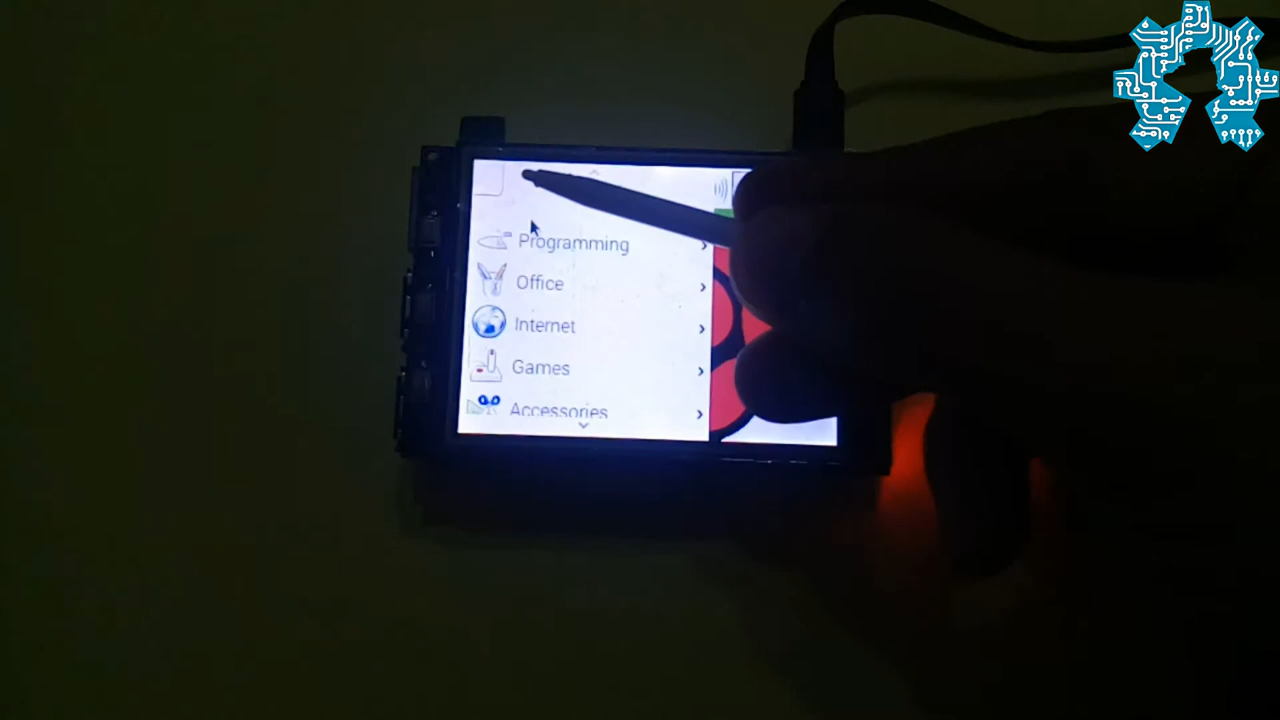 Programming
Office
Internet
Games
Accessories